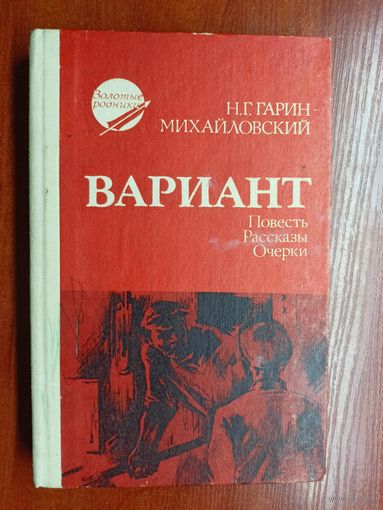 Золотые
родники
Н.Г. ГАРИН-
МИХАЙЛОВСКИЙ
ВАРИАНТ
Повесть
Рассказы
Очерки